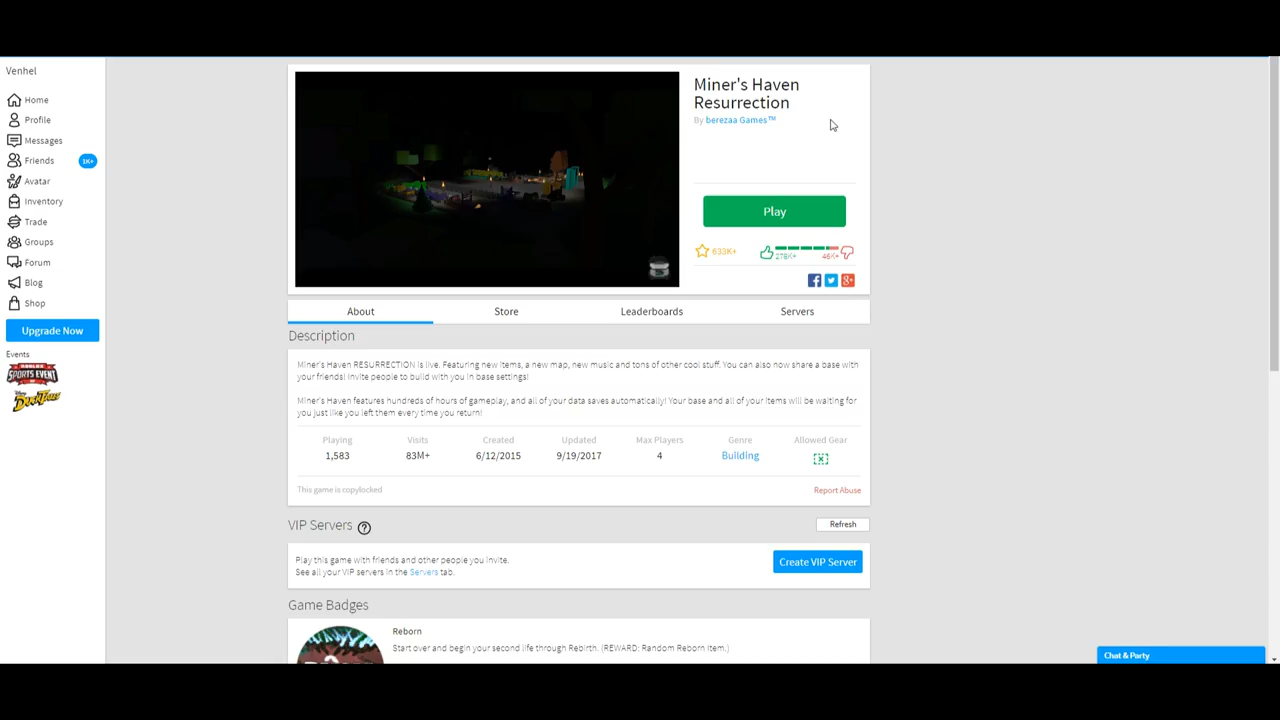 Venhel
Home
Profile
Messages
Friends
1K+
Avatar
Inventory
Trade
Groups
Forum
Blog
Shop
Upgrade Now
Events
ROBLOX
SPORTS EVENT
Disney
DUCKTALES
Miner's Haven
Resurrection
By berezaa Games™
Play
633K+
278K+
46K+
About
Store
Leaderboards
Servers
Description
Miner's Haven RESURRECTION is live. Featuring new items, a new map, new music and tons of other cool stuff. You can also now share a base with
your friends! Invite people to build with you in base settings!
Miner's Haven features hundreds of hours of gameplay, and all of your data saves automatically! Your base and all of your items will be waiting for
you just like you left them every time you return!
Playing Visits Created Updated Max Players Genre Allowed Gear
1,583 83M+ 6/12/2015 9/19/2017 4 Building
This game is copylocked
Report Abuse
VIP Servers ?
Refresh
Play this game with friends and other people you invite.
See all your VIP servers in the Servers tab.
Create VIP Server
Game Badges
Reborn
Start over and begin your second life through Rebirth. (REWARD: Random Reborn Item.)
Chat & Party